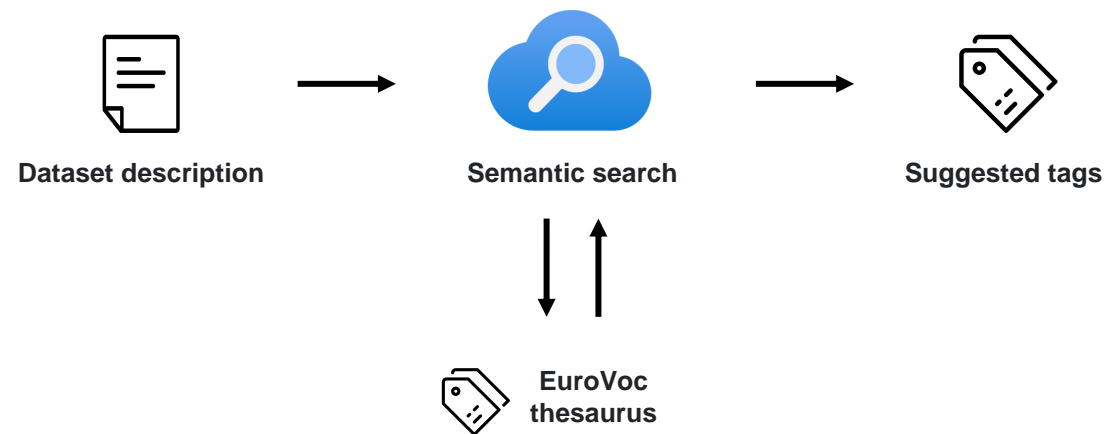 Dataset description
Semantic search
Suggested tags
EuroVoc
thesaurus